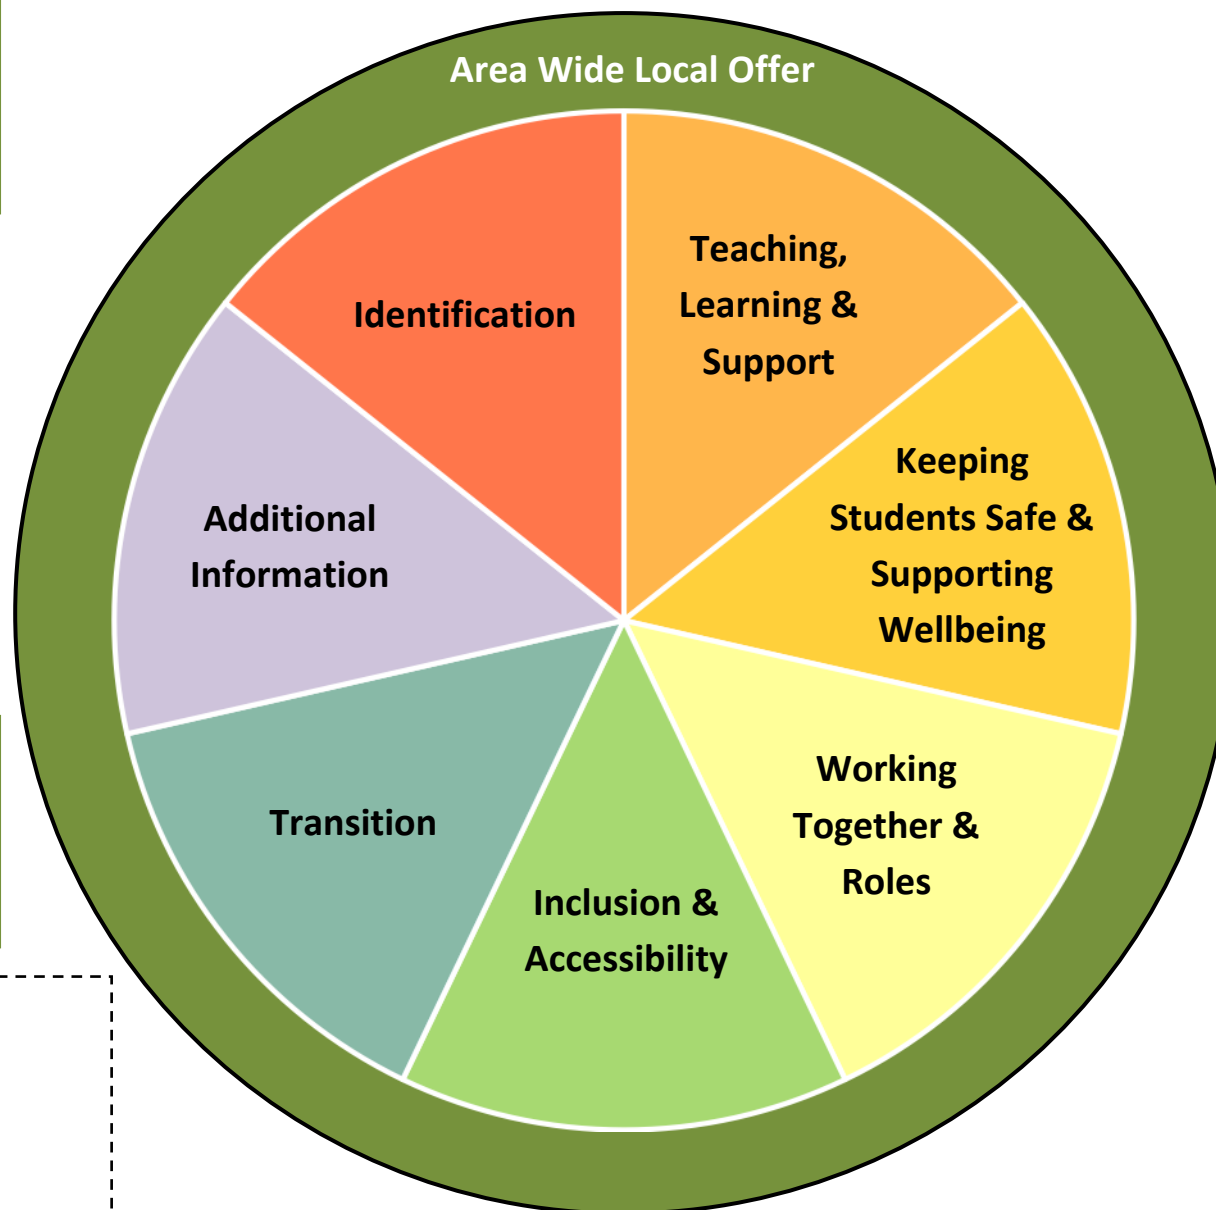 Area Wide Local Offer
Identification
Teaching,
Learning &
Support
Keeping
Students Safe &
Supporting
Wellbeing
Working
Together &
Roles
Inclusion &
Accessibility
Transition
Additional
Information